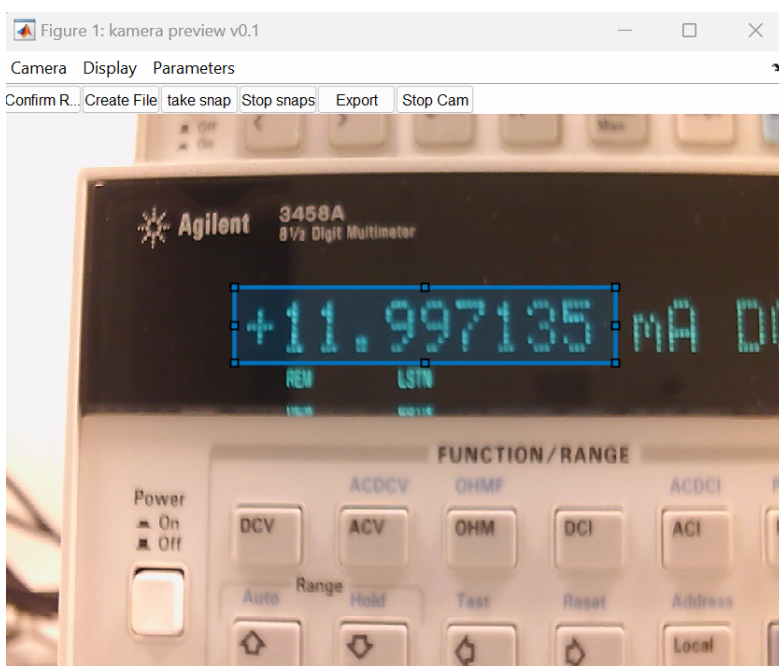 Figure 1: kamera preview v0.1
Camera Display Parameters
Confirm R... Create File take snap Stop snaps Export Stop Cam
Off
On
Man
Agilent 3458A
8½ Digit Multimeter
+11.997135 mA DC
REM LSTN
FUNCTION/RANGE
ACDCV OHMF ACDCI
Power
On
Off
DCV ACV OHM DCI ACI
Range
Auto Hold Test Reset Address
Local